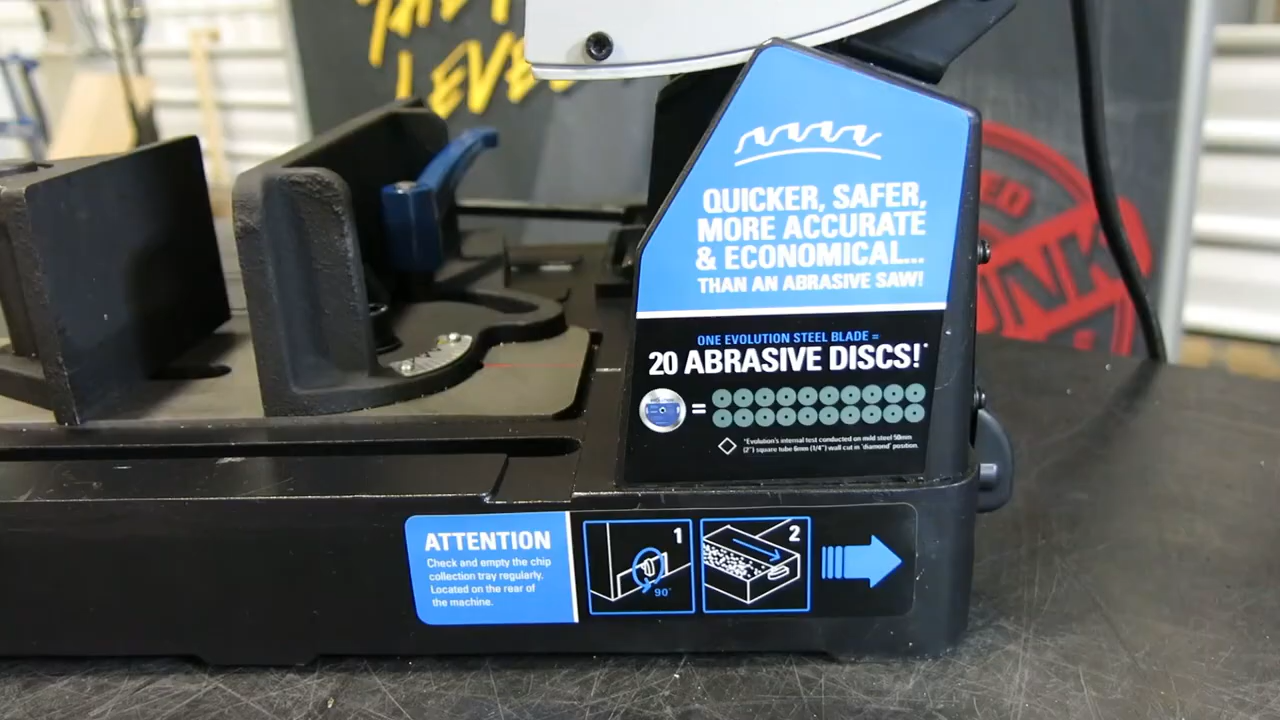 THE
LEVE
QUICKER, SAFER,
MORE ACCURATE
& ECONOMICAL...
THAN AN ABRASIVE SAW!
ONE EVOLUTION STEEL BLADE =
20 ABRASIVE DISCS!*
=
*Evolution's internal test conducted on mild steel 50mm
(2") square tube 6mm (1/4") wall cut in 'diamond' position.
ATTENTION
Check and empty the chip
collection tray regularly.
Located on the rear of
the machine.
1
90°
2